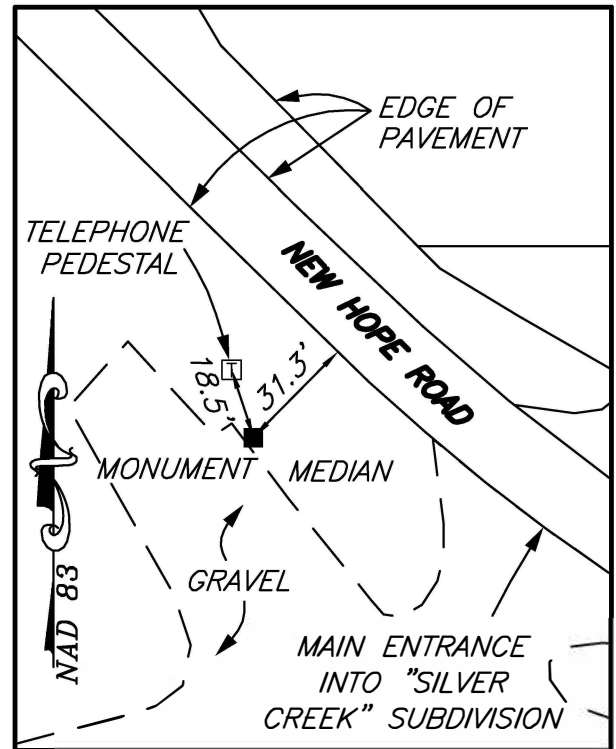 EDGE OF
PAVEMENT
TELEPHONE
PEDESTAL
NEW HOPE ROAD
T
18.5'
31.3'
MONUMENT
MEDIAN
GRAVEL
NAD 83
MAIN ENTRANCE
INTO "SILVER
CREEK" SUBDIVISION